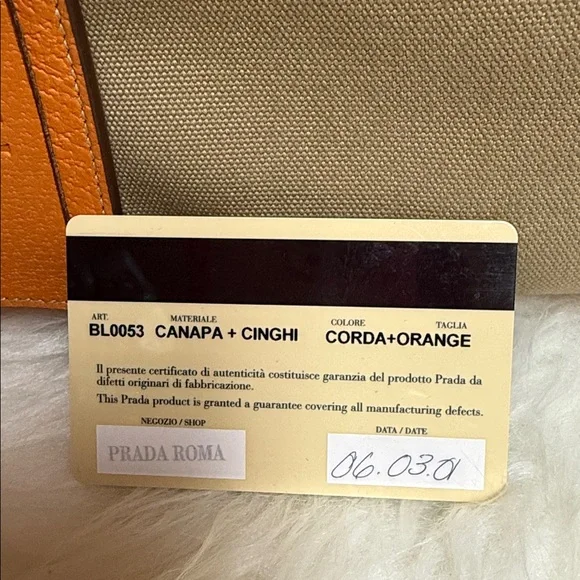 ART. MATERIALE COLORE TAGLIA
BL0053 CANAPA + CINGHI CORDA+ORANGE
Il presente certificato di autenticità costituisce garanzia del prodotto Prada da
difetti originari di fabbricazione.
This Prada product is granted a guarantee covering all manufacturing defects.
NEGOZIO / SHOP DATA / DATE
PRADA ROMA 06.03.01